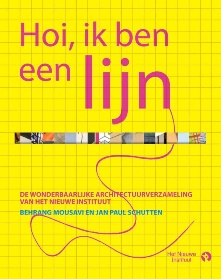 Hoi, ik ben
een lijn
DE WONDERBAARLIJKE ARCHITECTUURVERZAMELING
VAN HET NIEUWE INSTITUUT
BEHRANG MOUSAVI EN JAN PAUL SCHUTTEN
Het Nieuwe
Instituut